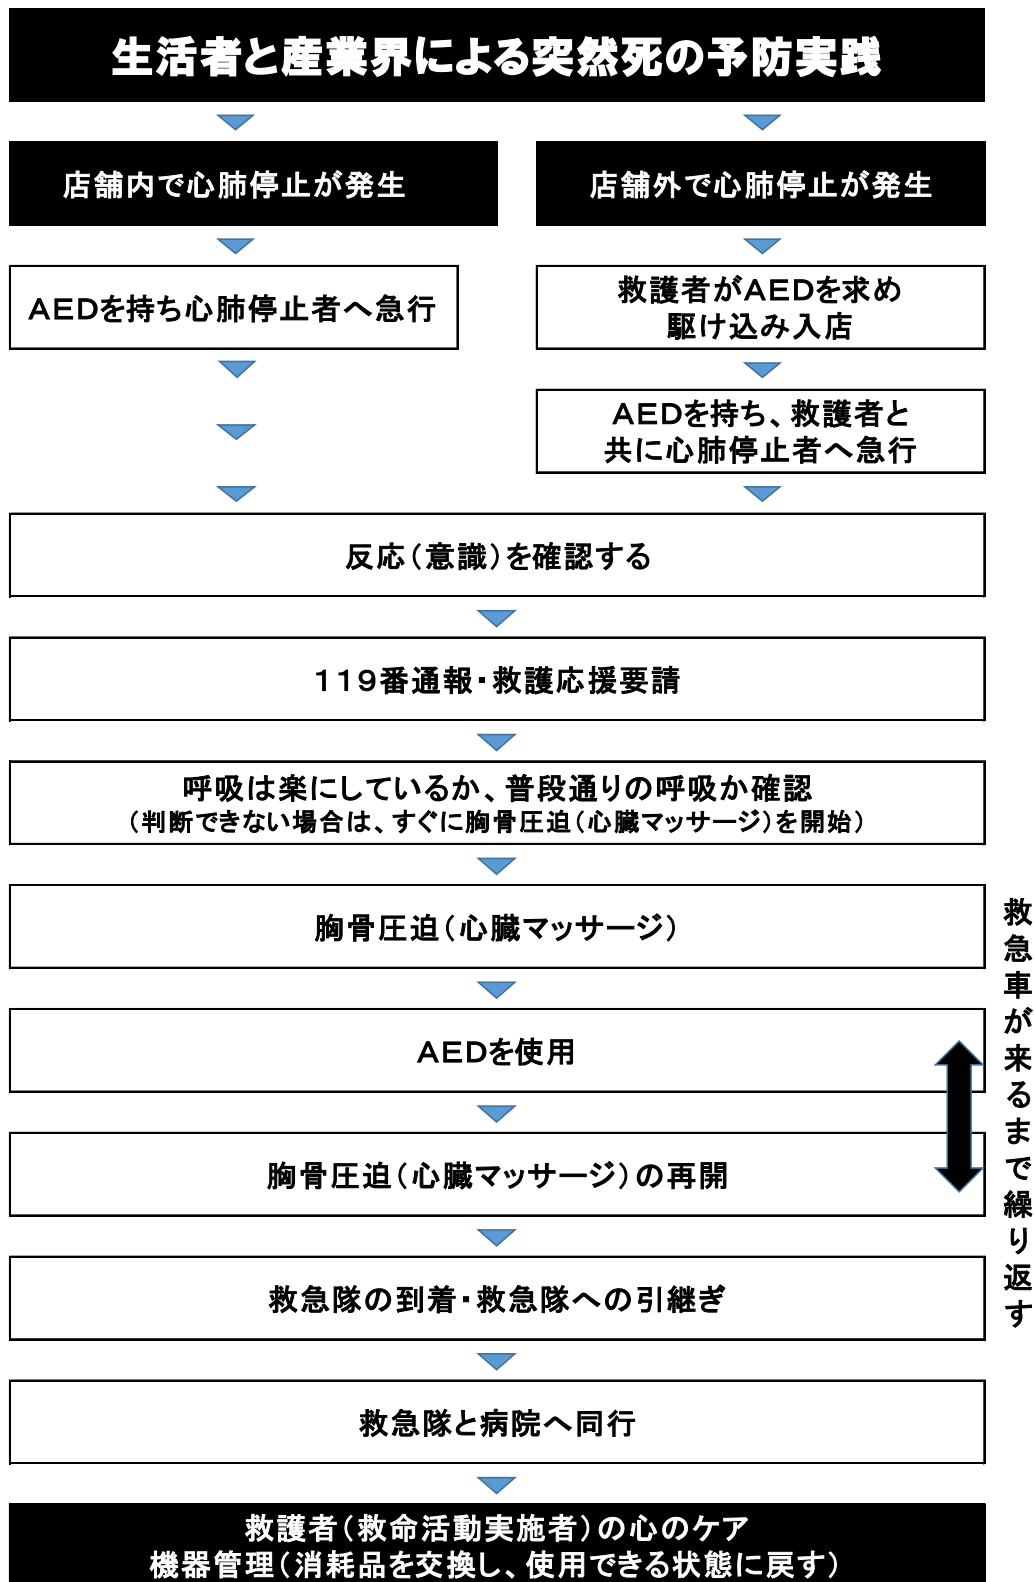 生活者と産業界による突然死の予防実践
店舗内で心肺停止が発生
店舗外で心肺停止が発生
AEDを持ち心肺停止者へ急行
救護者がAEDを求め
駆け込み入店
AEDを持ち、救護者と
共に心肺停止者へ急行
反応(意識)を確認する
119番通報・救護応援要請
呼吸は楽にしているか、普段通りの呼吸か確認
(判断できない場合は、すぐに胸骨圧迫(心臓マッサージ)を開始)
胸骨圧迫(心臓マッサージ)
AEDを使用
胸骨圧迫(心臓マッサージ)の再開
救急車が来るまで繰り返す
救急隊の到着・救急隊への引継ぎ
救急隊と病院へ同行
救護者(救命活動実施者)の心のケア
機器管理(消耗品を交換し、使用できる状態に戻す)